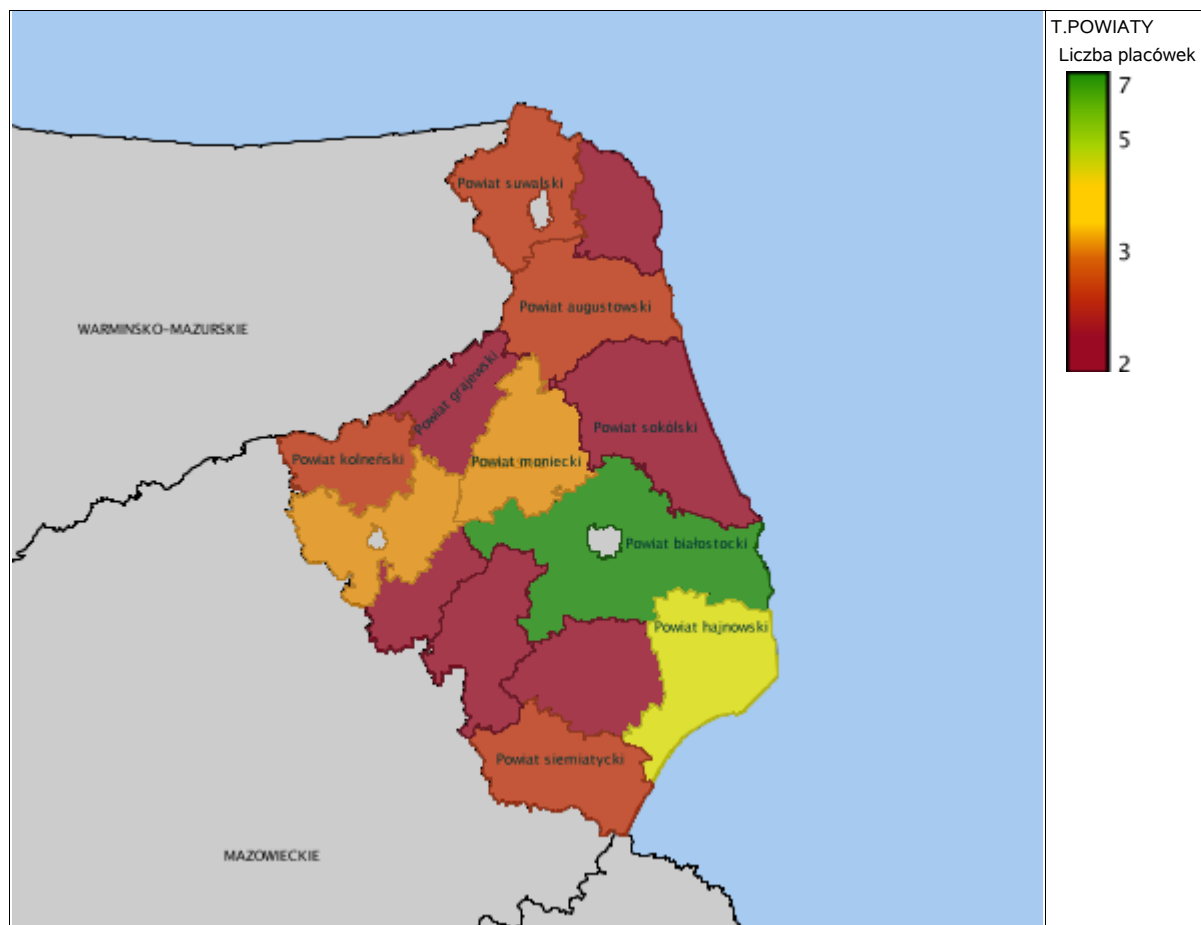 T.POWIATY
Liczba placówek
7
5
3
2
Powiat suwalski
Powiat augustowski
WARMIŃSKO-MAZURSKIE
Powiat grajewski
Powiat sokólski
Powiat kolneński
Powiat moniecki
Powiat białostocki
Powiat hajnowski
Powiat siemiatycki
MAZOWIECKIE